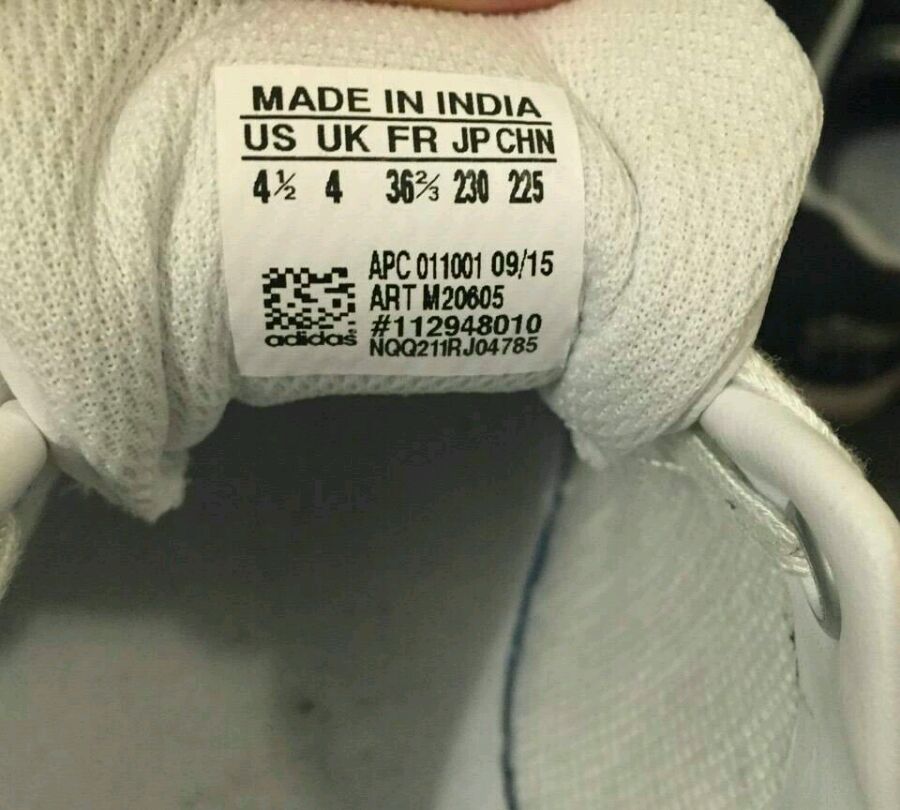 MADE IN INDIA
US UK FR JP CHN
4½ 4 36⅔ 230 225
APC 011001 09/15
ART M20605
#112948010
adidas
NQQ211RJ04785